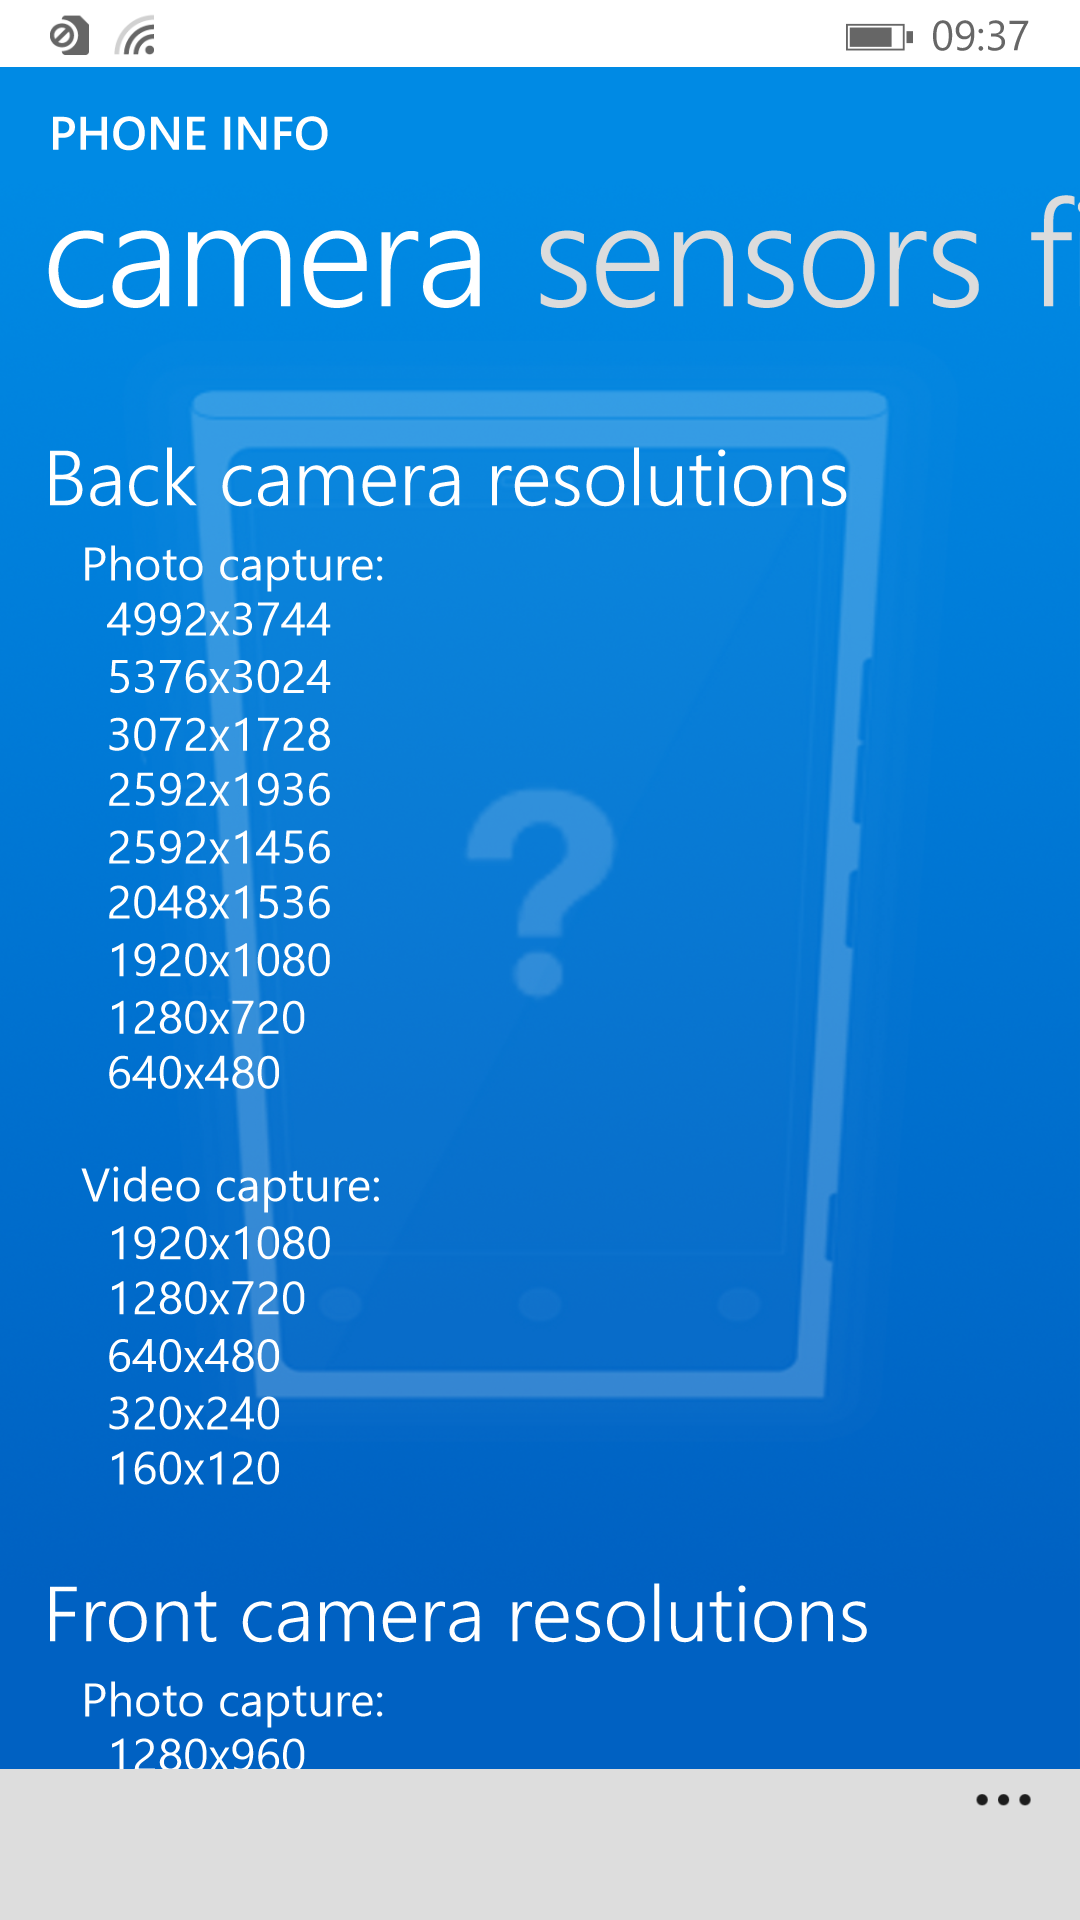 09:37
PHONE INFO
camera sensors f
Back camera resolutions
Photo capture:
4992x3744
5376x3024
3072x1728
2592x1936
2592x1456
2048x1536
1920x1080
1280x720
640x480
Video capture:
1920x1080
1280x720
640x480
320x240
160x120
Front camera resolutions
Photo capture:
1280x960
?